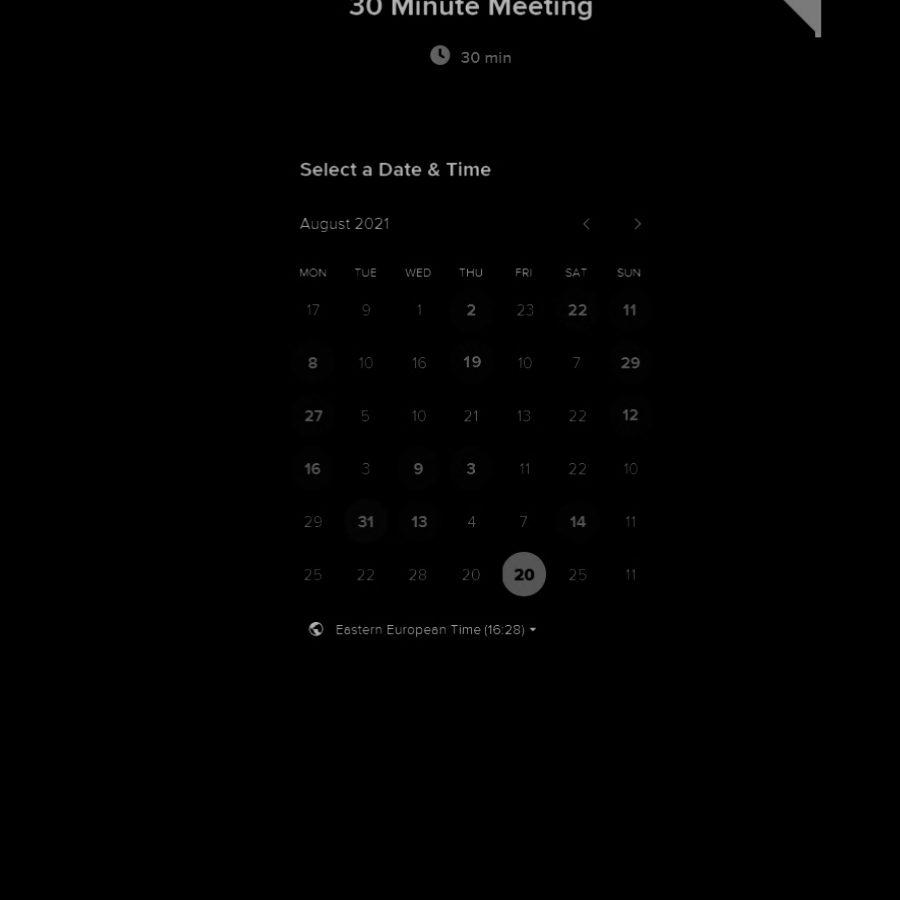 30 Minute Meeting
30 min
Select a Date & Time
August 2021
MON TUE WED THU FRI SAT SUN
17 9 1 2 23 22 11
8 10 16 19 10 7 29
27 5 10 21 13 22 12
16 3 9 3 11 22 10
29 31 13 4 7 14 11
25 22 28 20 20 25 11
Eastern European Time (16:28)